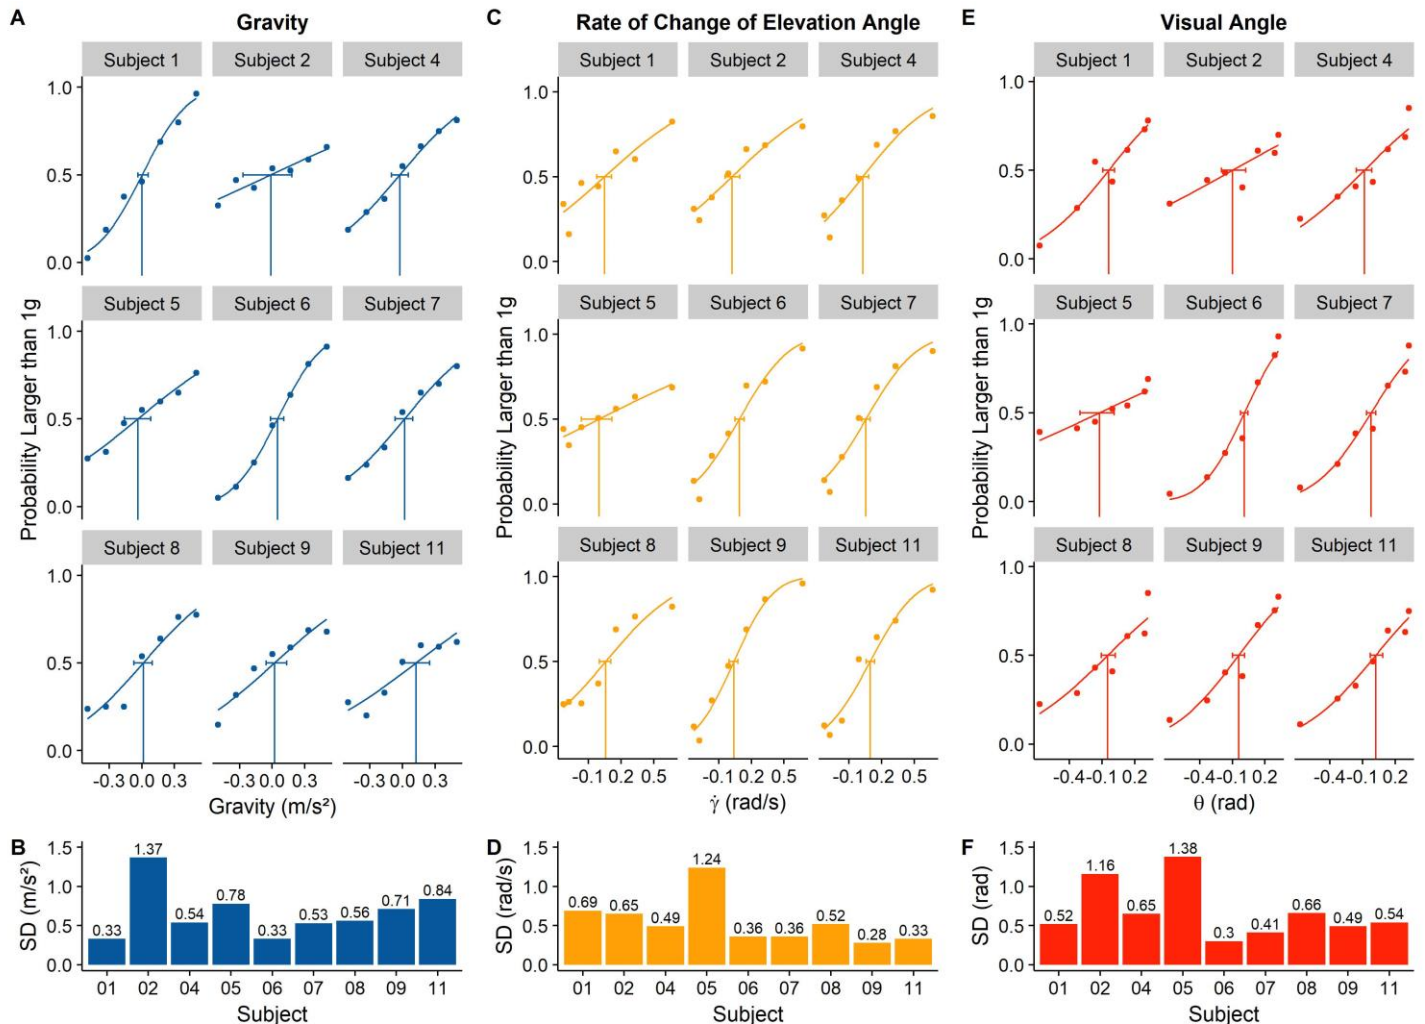 A Gravity
Subject 1 Subject 2 Subject 4
1.0
0.5
0.0
Subject 5 Subject 6 Subject 7
1.0
0.5
0.0
Subject 8 Subject 9 Subject 11
1.0
0.5
0.0
-0.3 0.0 0.3 -0.3 0.0 0.3 -0.3 0.0 0.3
Probability Larger than 1g
Gravity (m/s²)
C Rate of Change of Elevation Angle
Subject 1 Subject 2 Subject 4
1.0
0.5
0.0
Subject 5 Subject 6 Subject 7
1.0
0.5
0.0
Subject 8 Subject 9 Subject 11
1.0
0.5
0.0
-0.1 0.2 0.5 -0.1 0.2 0.5 -0.1 0.2 0.5
Probability Larger than 1g
γ̇ (rad/s)
E Visual Angle
Subject 1 Subject 2 Subject 4
1.0
0.5
0.0
Subject 5 Subject 6 Subject 7
1.0
0.5
0.0
Subject 8 Subject 9 Subject 11
1.0
0.5
0.0
-0.4 -0.1 0.2 -0.4 -0.1 0.2 -0.4 -0.1 0.2
Probability Larger than 1g
θ (rad)
B
SD (m/s²)
1.5
1.0
0.5
0.0
0.33 1.37 0.54 0.78 0.33 0.53 0.56 0.71 0.84
01 02 04 05 06 07 08 09 11
Subject
D
SD (rad/s)
1.5
1.0
0.5
0.0
0.69 0.65 0.49 1.24 0.36 0.36 0.52 0.28 0.33
01 02 04 05 06 07 08 09 11
Subject
F
SD (rad)
1.5
1.0
0.5
0.0
0.52 1.16 0.65 1.38 0.3 0.41 0.66 0.49 0.54
01 02 04 05 06 07 08 09 11
Subject